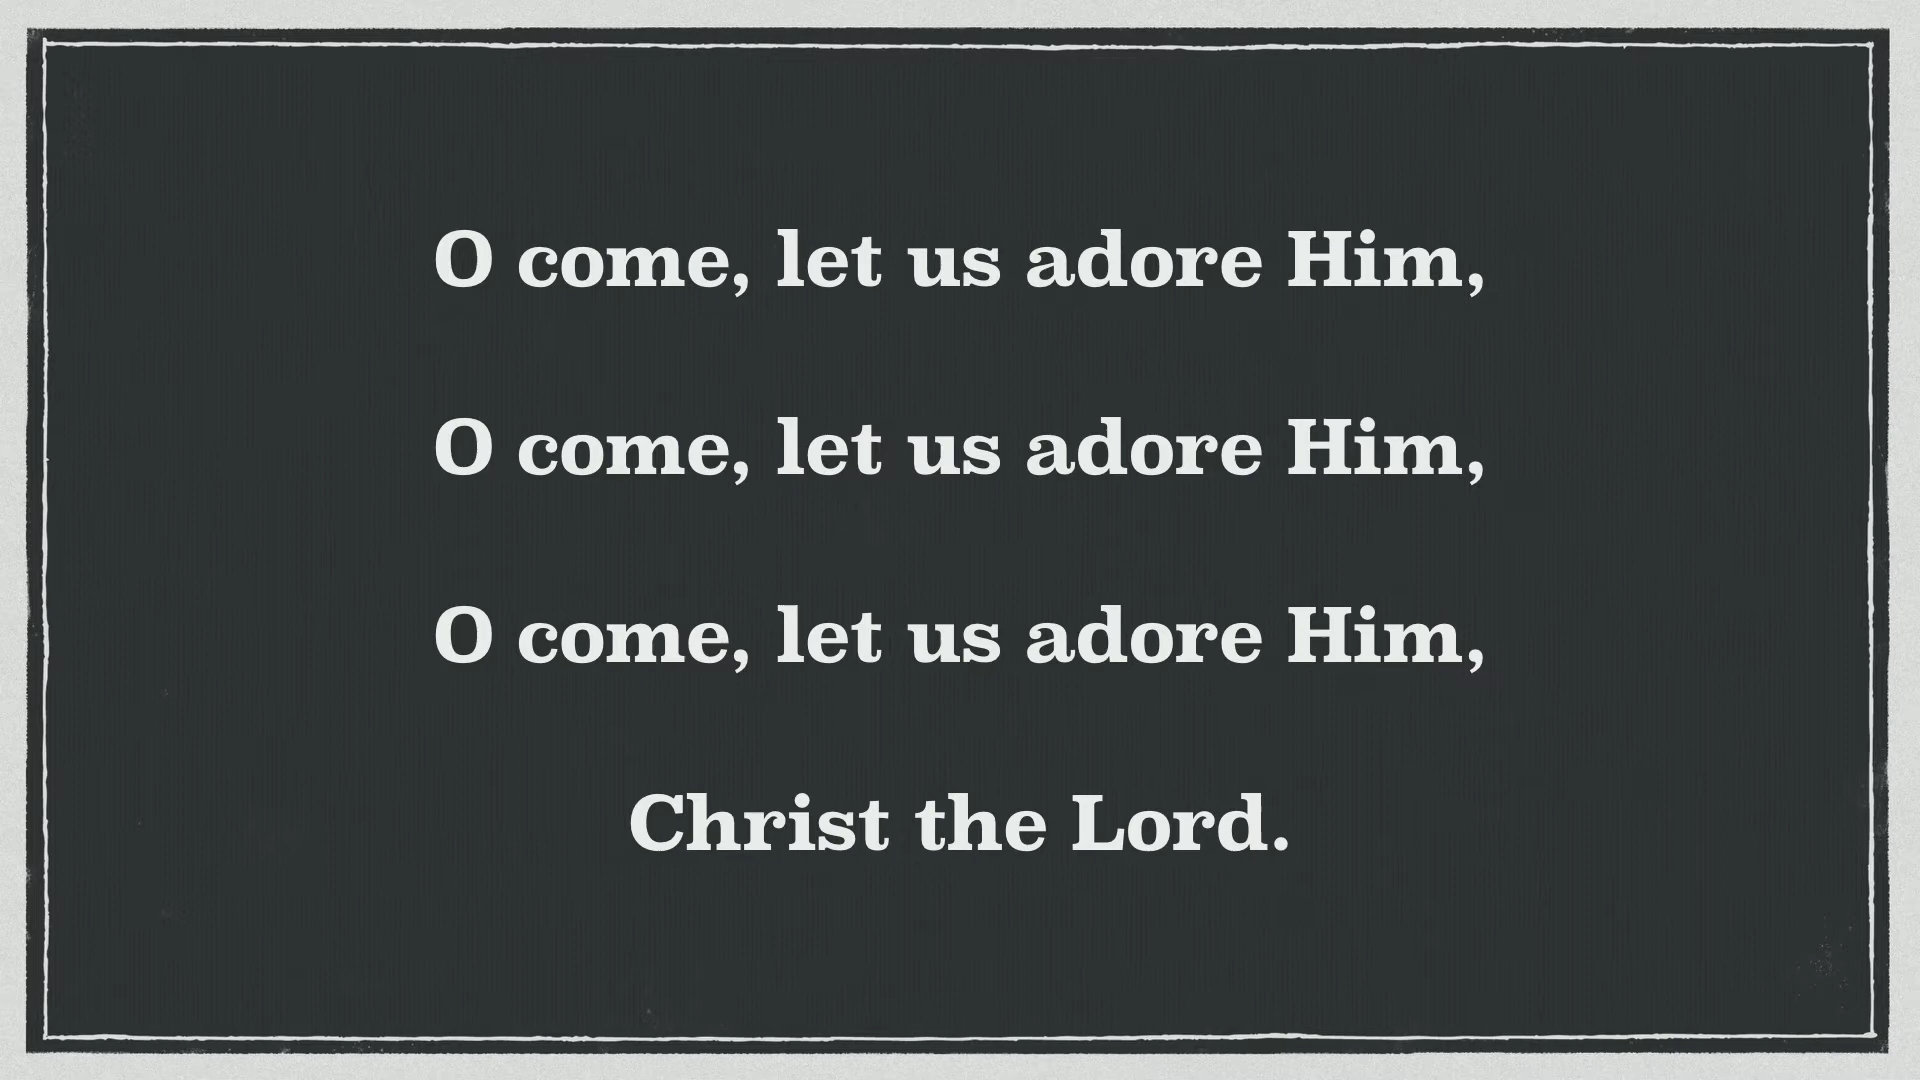 O come, let us adore Him,
O come, let us adore Him,
O come, let us adore Him,
Christ the Lord.